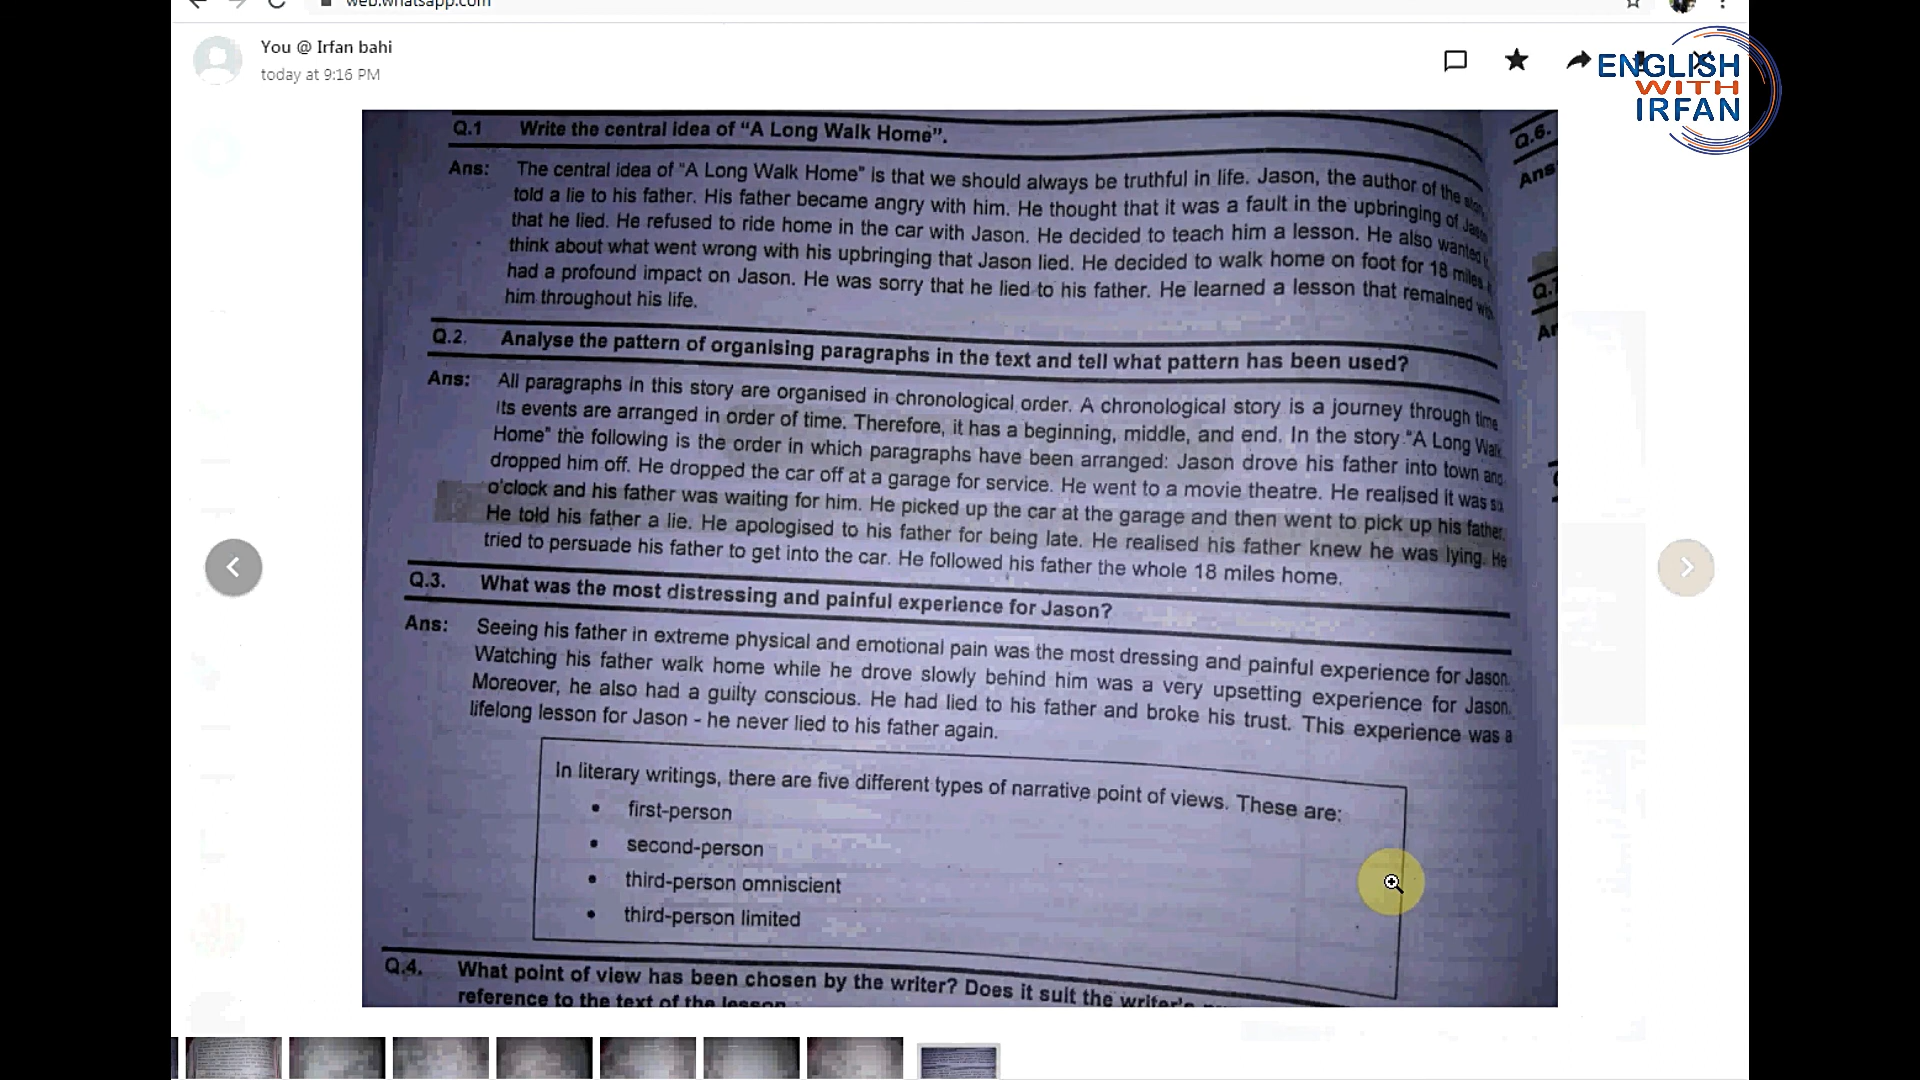 web.whatsapp.com
You @ Irfan bahi
today at 9:16 PM
ENGLISH
WITH
IRFAN
Q.1 Write the central idea of "A Long Walk Home".
Ans: The central idea of "A Long Walk Home" is that we should always be truthful in life. Jason, the author of the
told a lie to his father. His father became angry with him. He thought that it was a fault in the upbringing of Jason
that he lied. He refused to ride home in the car with Jason. He decided to teach him a lesson. He also wanted
think about what went wrong with his upbringing that Jason lied. He decided to walk home on foot for 18 miles
had a profound impact on Jason. He was sorry that he lied to his father. He learned a lesson that remained
him throughout his life.
Q.2. Analyse the pattern of organising paragraphs in the text and tell what pattern has been used?
Ans: All paragraphs in this story are organised in chronological order. A chronological story is a journey through time
Its events are arranged in order of time. Therefore, it has a beginning, middle, and end. In the story "A Long Walk
Home" the following is the order in which paragraphs have been arranged: Jason drove his father into town and
dropped him off. He dropped the car off at a garage for service. He went to a movie theatre. He realised it was six
o'clock and his father was waiting for him. He picked up the car at the garage and then went to pick up his father.
He told his father a lie. He apologised to his father for being late. He realised his father knew he was lying. He
tried to persuade his father to get into the car. He followed his father the whole 18 miles home.
Q.3. What was the most distressing and painful experience for Jason?
Ans: Seeing his father in extreme physical and emotional pain was the most dressing and painful experience for Jason.
Watching his father walk home while he drove slowly behind him was a very upsetting experience for Jason.
Moreover, he also had a guilty conscious. He had lied to his father and broke his trust. This experience was a
lifelong lesson for Jason - he never lied to his father again.
In literary writings, there are five different types of narrative point of views. These are:
• first-person
• second-person
• third-person omniscient
• third-person limited
Q.4. What point of view has been chosen by the writer? Does it suit the writer's
reference to the text of the lesson
Q.6.
Ans
Q.7